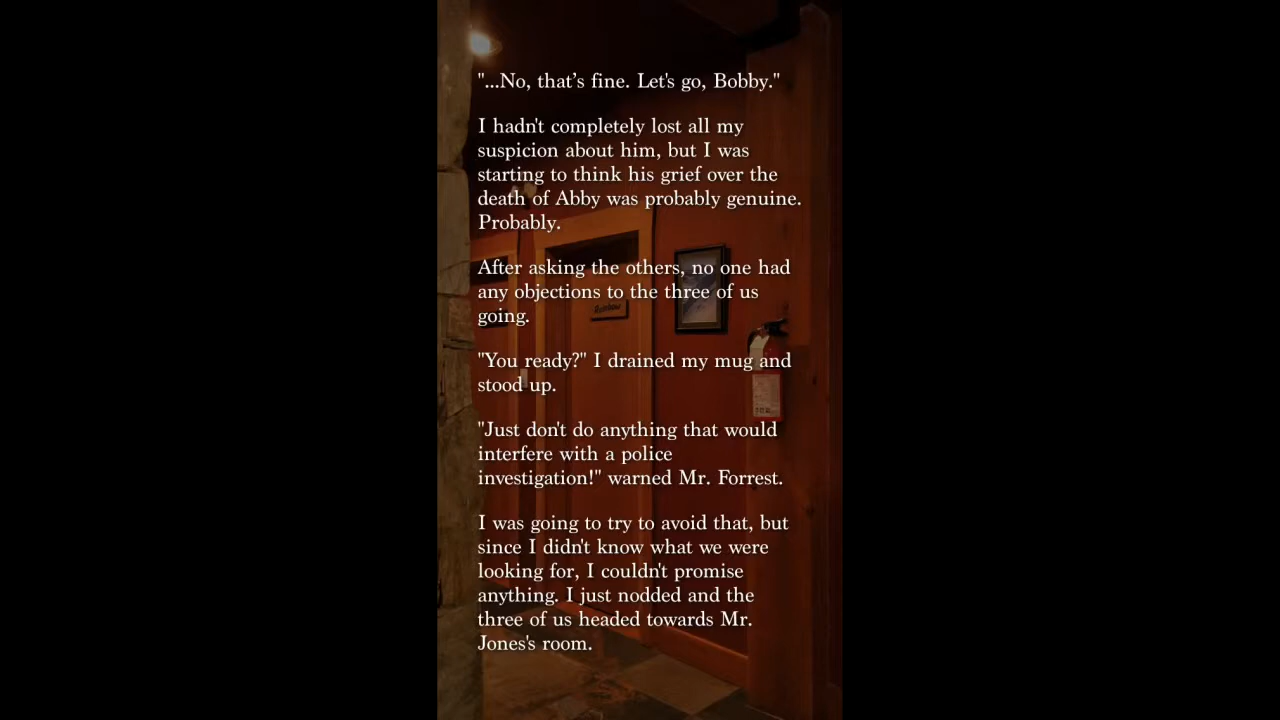 "...No, that’s fine. Let's go, Bobby."
I hadn't completely lost all my
suspicion about him, but I was
starting to think his grief over the
death of Abby was probably genuine.
Probably.
After asking the others, no one had
any objections to the three of us
going.
"You ready?" I drained my mug and
stood up.
"Just don't do anything that would
interfere with a police
investigation!" warned Mr. Forrest.
I was going to try to avoid that, but
since I didn't know what we were
looking for, I couldn't promise
anything. I just nodded and the
three of us headed towards Mr.
Jones's room.